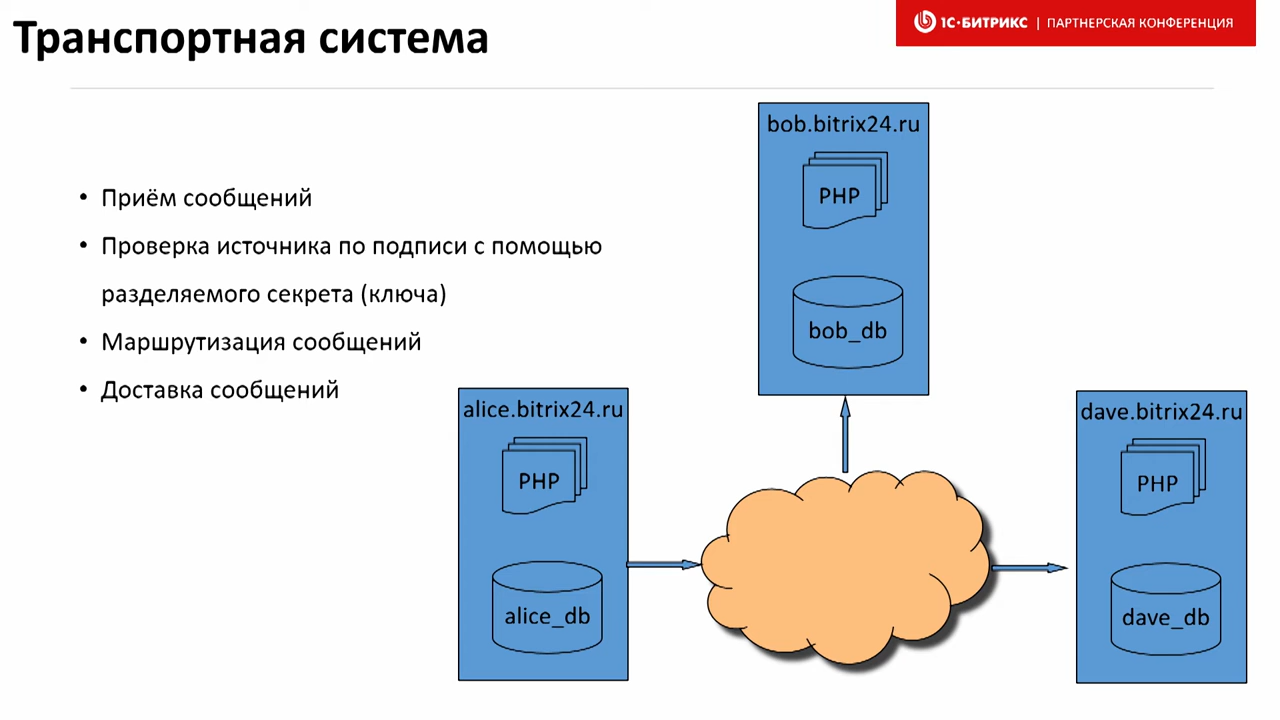 Транспортная система
1С·БИТРИКС | ПАРТНЕРСКАЯ КОНФЕРЕНЦИЯ
• Приём сообщений
• Проверка источника по подписи с помощью
разделяемого секрета (ключа)
• Маршрутизация сообщений
• Доставка сообщений
bob.bitrix24.ru
PHP
bob_db
alice.bitrix24.ru
PHP
alice_db
dave.bitrix24.ru
PHP
dave_db